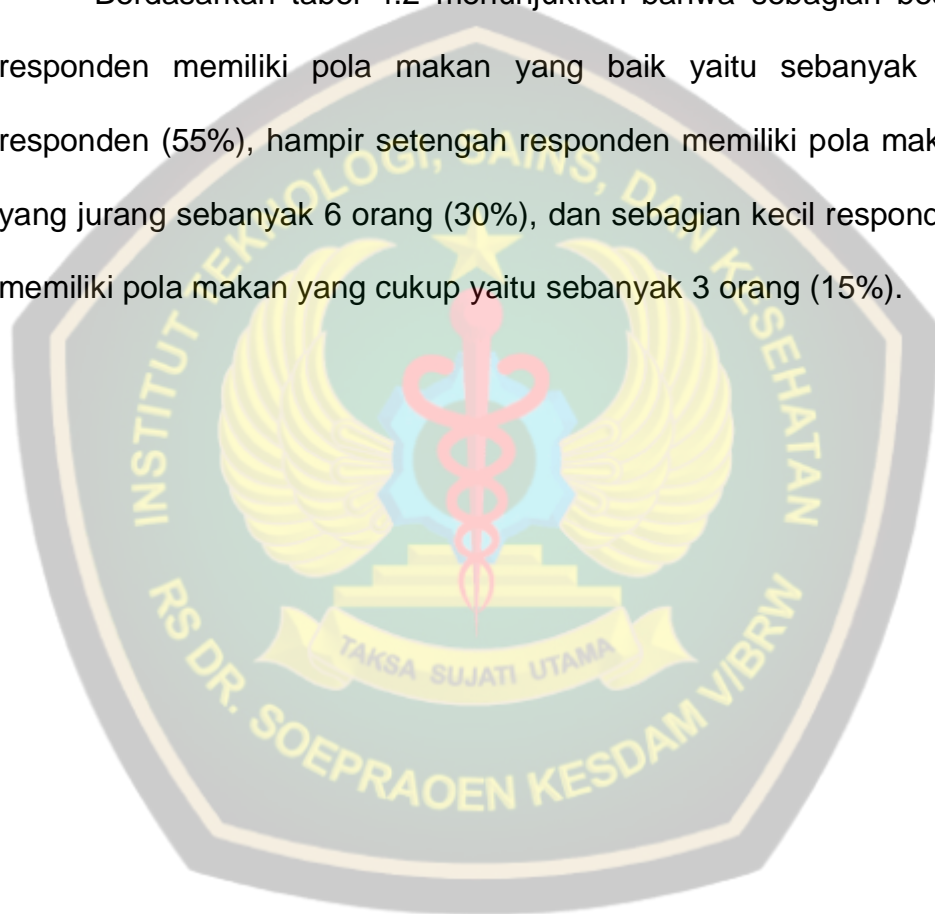 responden memiliki pola makan yang baik yaitu sebanyak
responden (55%), hampir setengah responden memiliki pola
yang jurang sebanyak 6 orang (30%), dan sebagian kecil
memiliki pola makan yang cukup yaitu sebanyak 3 orang (15%).
INSTITUT TEKNOLOGI, SAINS, DAN KESEHATAN
TAKSA SUJATI UTAMA
RS DR. SOEPRAOEN KESDAM V/BRW